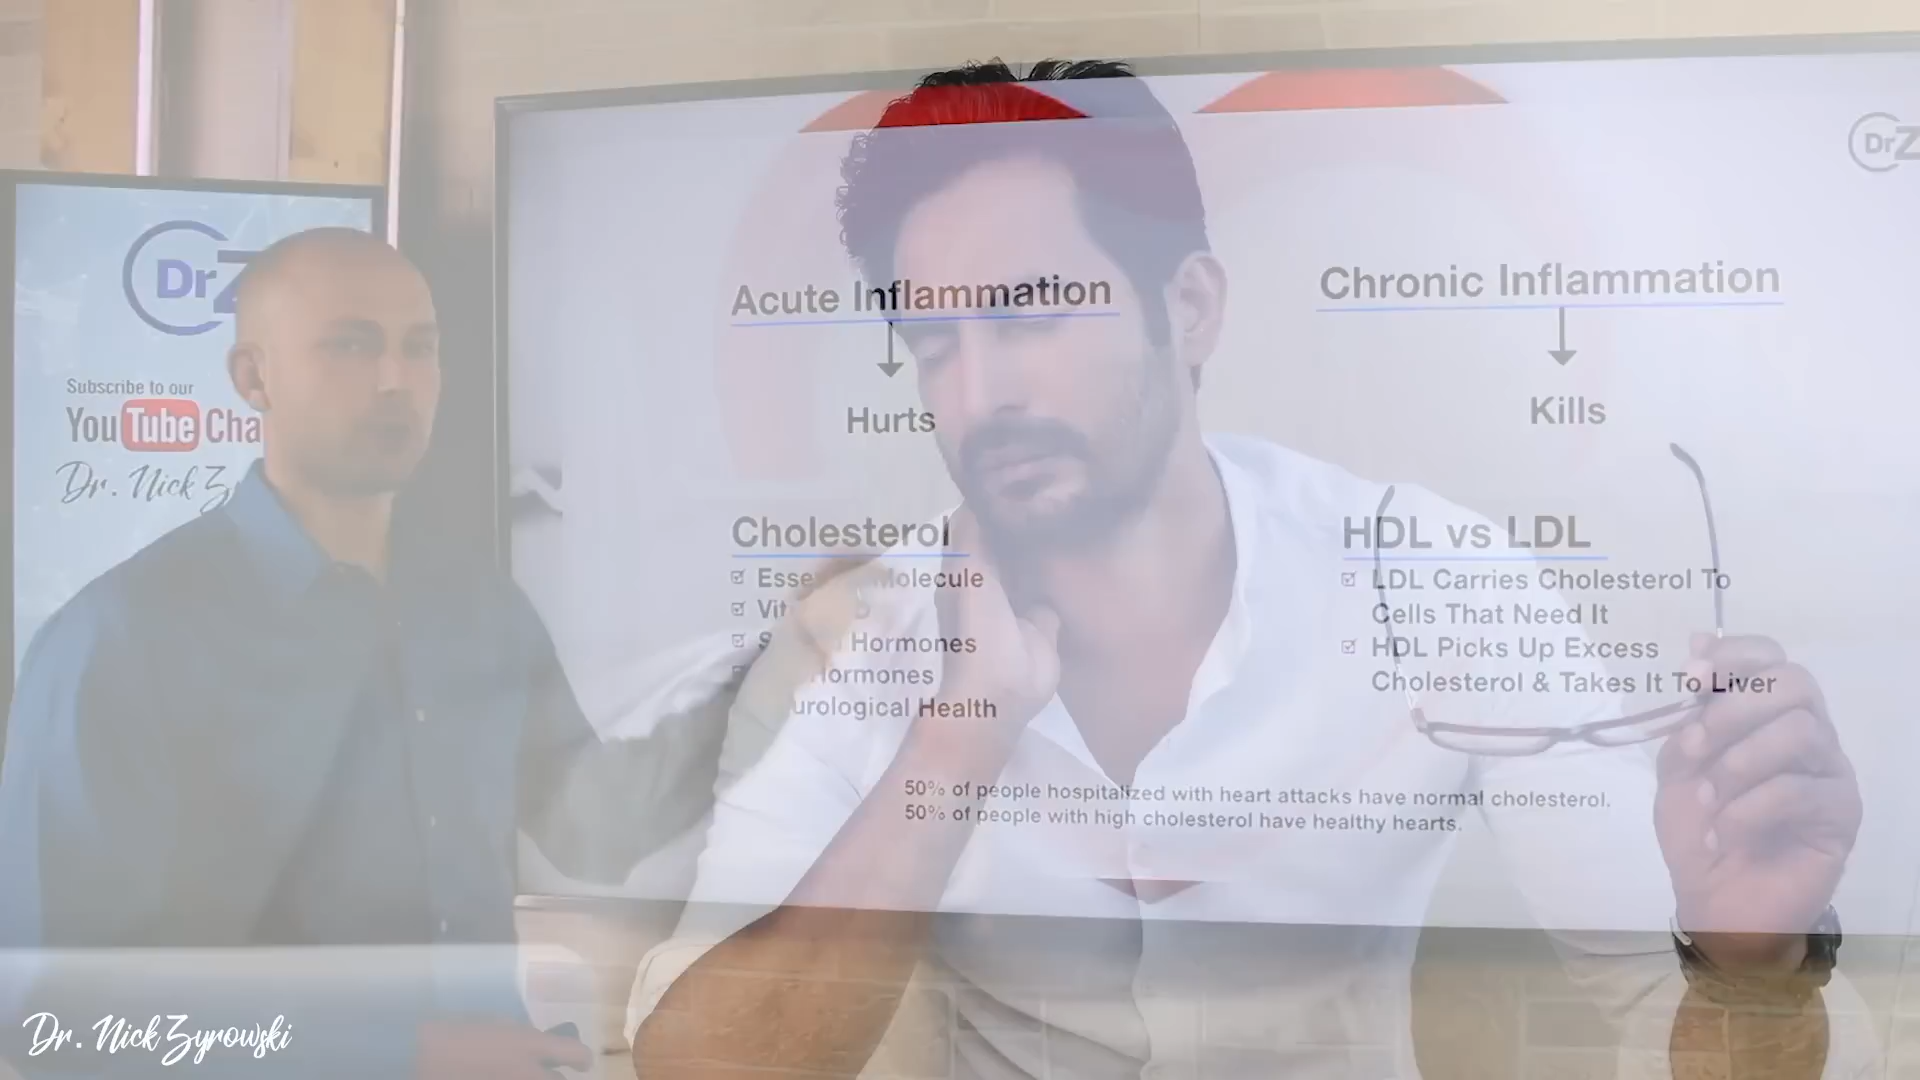 DrZ
Dr
Subscribe to our
YouTube Cha
Dr. Nick Zy
Acute Inflammation
Hurts
Chronic Inflammation
Kills
Cholesterol
Molecule
Hormones
Hormones
Health
HDL vs LDL
LDL Carries Cholesterol To
Cells That Need It
HDL Picks Up Excess
Cholesterol & Takes It To Liver
50% of people hospitalized with heart attacks have normal cholesterol.
50% of people with high cholesterol have healthy hearts.
Dr. Nick Zyrowski